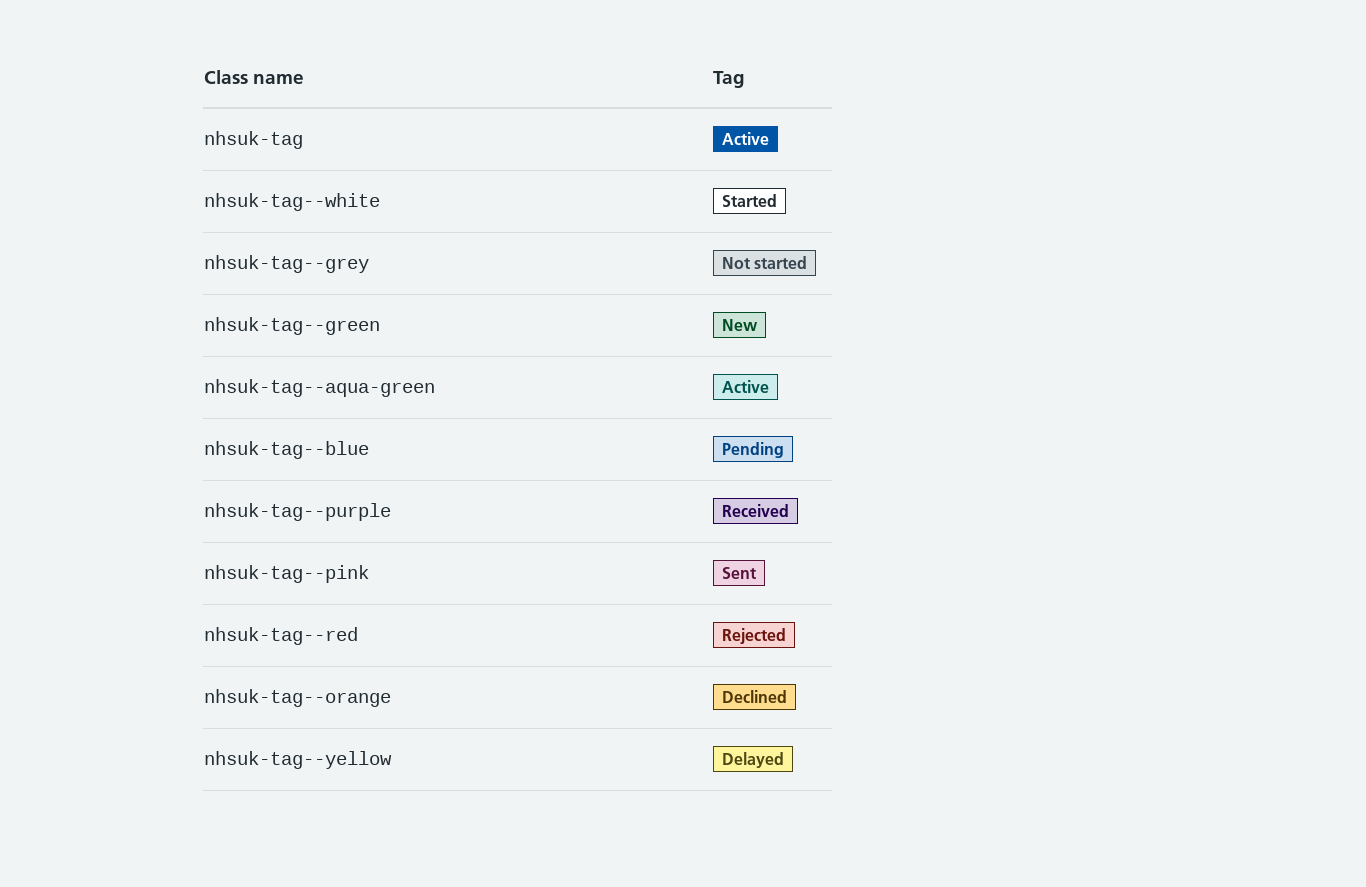 Class name Tag
nhsuk-tag Active
nhsuk-tag--white Started
nhsuk-tag--grey Not started
nhsuk-tag--green New
nhsuk-tag--aqua-green Active
nhsuk-tag--blue Pending
nhsuk-tag--purple Received
nhsuk-tag--pink Sent
nhsuk-tag--red Rejected
nhsuk-tag--orange Declined
nhsuk-tag--yellow Delayed